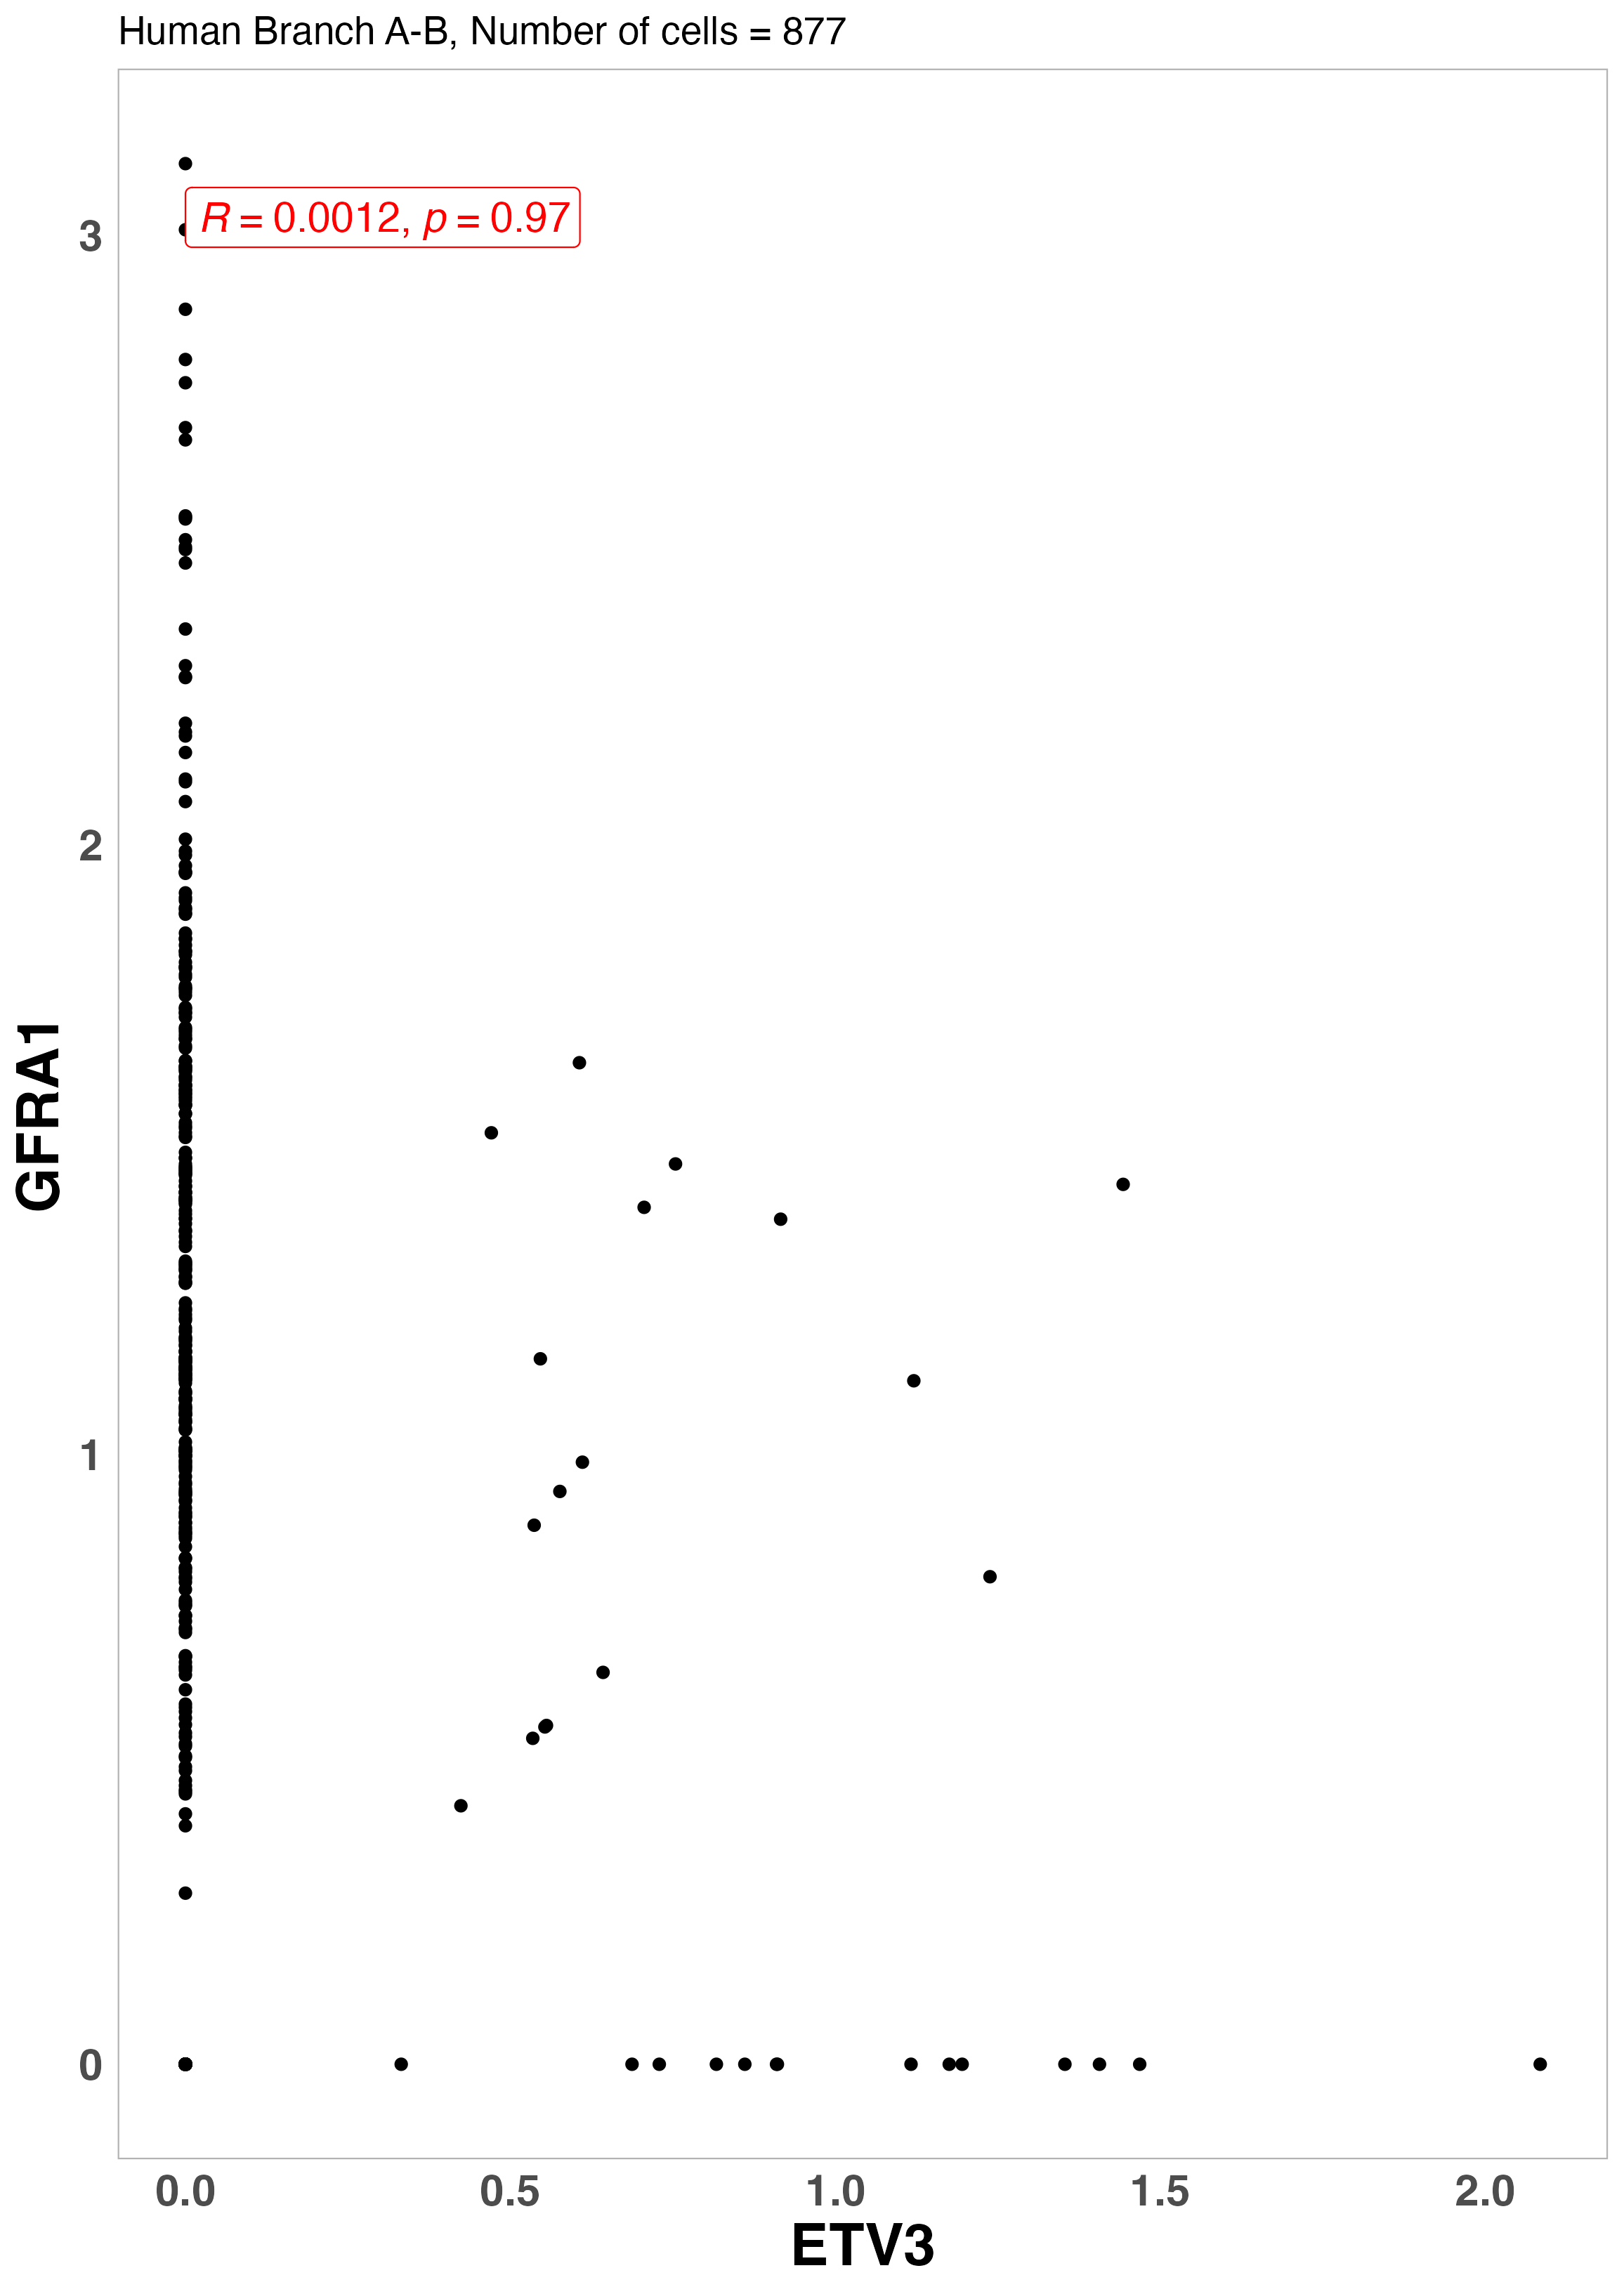 Human Branch A-B, Number of cells = 877
R = 0.0012, p = 0.97
3
2
1
0
GFRA1
0.0 0.5 1.0 1.5 2.0
ETV3